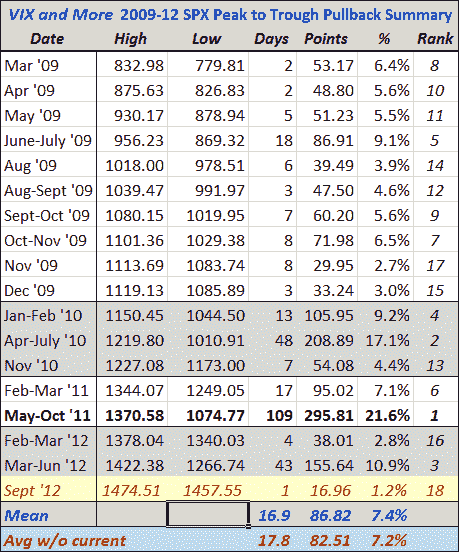 VIX and More 2009-12 SPX Peak to Trough Pullback Summary
Date High Low Days Points % Rank
Mar '09 832.98 779.81 2 53.17 6.4% 8
Apr '09 875.63 826.83 2 48.80 5.6% 10
May '09 930.17 878.94 5 51.23 5.5% 11
June-July '09 956.23 869.32 18 86.91 9.1% 5
Aug '09 1018.00 978.51 6 39.49 3.9% 14
Aug-Sept '09 1039.47 991.97 3 47.50 4.6% 12
Sept-Oct '09 1080.15 1019.95 7 60.20 5.6% 9
Oct-Nov '09 1101.36 1029.38 8 71.98 6.5% 7
Nov '09 1113.69 1083.74 8 29.95 2.7% 17
Dec '09 1119.13 1085.89 3 33.24 3.0% 15
Jan-Feb '10 1150.45 1044.50 13 105.95 9.2% 4
Apr-July '10 1219.80 1010.91 48 208.89 17.1% 2
Nov '10 1227.08 1173.00 7 54.08 4.4% 13
Feb-Mar '11 1344.07 1249.05 17 95.02 7.1% 6
May-Oct '11 1370.58 1074.77 109 295.81 21.6% 1
Feb-Mar '12 1378.04 1340.03 4 38.01 2.8% 16
Mar-Jun '12 1422.38 1266.74 43 155.64 10.9% 3
Sept '12 1474.51 1457.55 1 16.96 1.2% 18
Mean 16.9 86.82 7.4%
Avg w/o current 17.8 82.51 7.2%